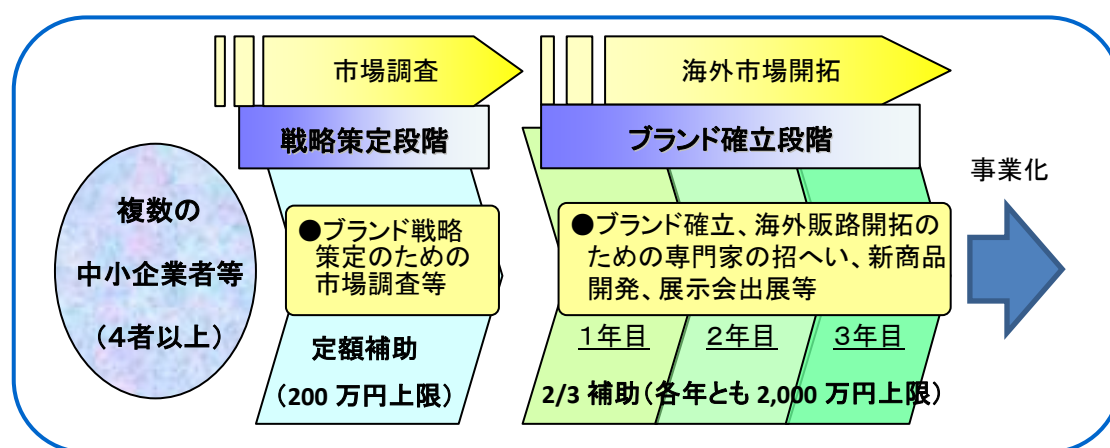 市場調査
海外市場開拓
戦略策定段階
ブランド確立段階
事業化
複数の
中小企業者等
（4者以上）
●ブランド戦略
策定のための
市場調査等
●ブランド確立、海外販路開拓の
ための専門家の招へい、新商品
開発、展示会出展等
定額補助
（200 万円上限）
1年目 2年目 3年目
2/3 補助（各年とも 2,000 万円上限）